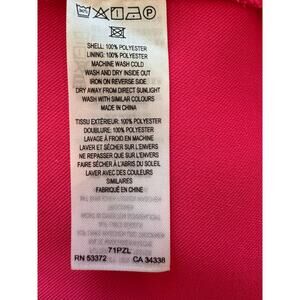 SHELL: 100% POLYESTER
LINING: 100% POLYESTER
MACHINE WASH COLD
WASH AND DRY INSIDE OUT
IRON ON REVERSE SIDE
DRY AWAY FROM DIRECT SUNLIGHT
WASH WITH SIMILAR COLOURS
MADE IN CHINA
TISSU EXTÉRIEUR: 100% POLYESTER
DOUBLURE: 100% POLYESTER
LAVAGE À FROID EN MACHINE
LAVER ET SÉCHER SUR L'ENVERS
NE REPASSER QUE SUR L'ENVERS
FAIRE SÉCHER À L'ABRIS DU SOLEIL
LAVER AVEC DES COULEURS
SIMILAIRES
FABRIQUÉ EN CHINE
71PZL
RN 53372 CA 34338